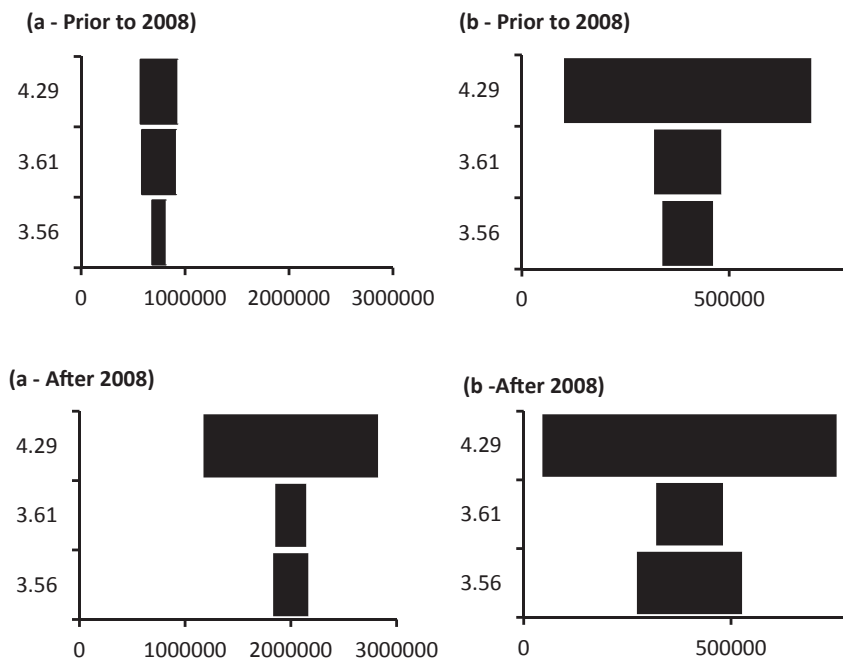 (a - Prior to 2008)
4.29
3.61
3.56
0 1000000 2000000 3000000
(b - Prior to 2008)
4.29
3.61
3.56
0 500000
(a - After 2008)
4.29
3.61
3.56
0 1000000 2000000 3000000
(b -After 2008)
4.29
3.61
3.56
0 500000